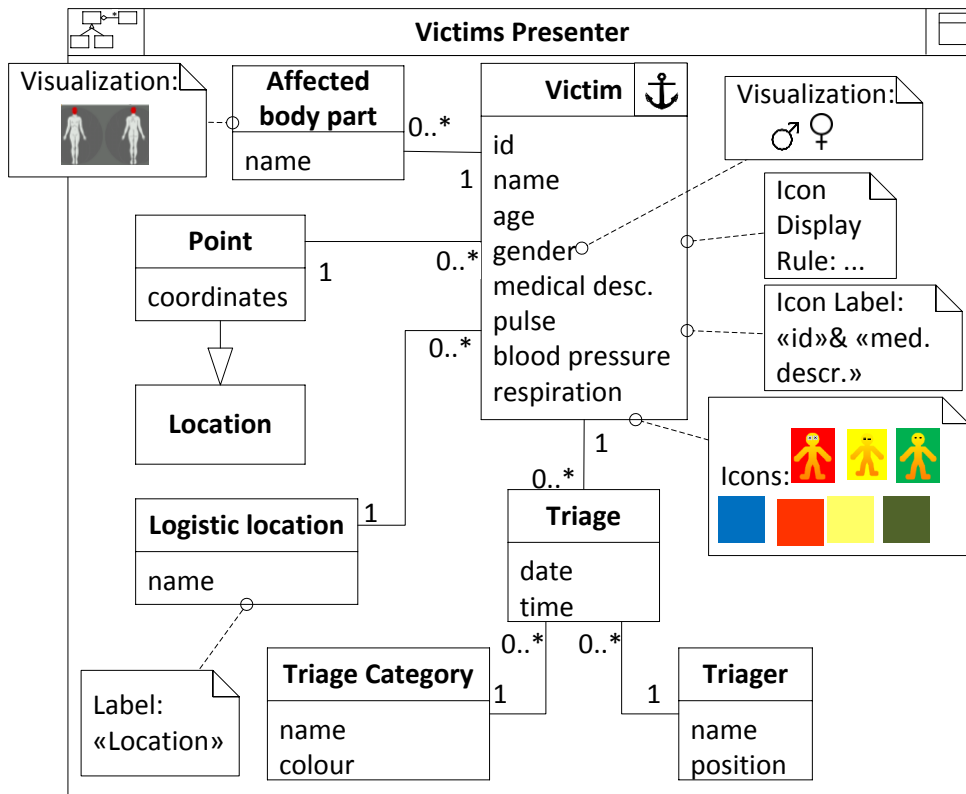 *
Victims Presenter
Visualization:
Affected
body part
name
0..*
1
Victim
id
name
age
gender
medical desc.
pulse
blood pressure
respiration
Visualization:
Icon
Display
Rule: ...
Icon Label:
«id»& «med.
descr.»
Icons:
Point
coordinates
1
0..*
Location
0..*
1
Logistic location
name
Label:
«Location»
1
0..*
Triage
date
time
0..*
0..*
Triage Category
name
colour
1
1
Triager
name
position